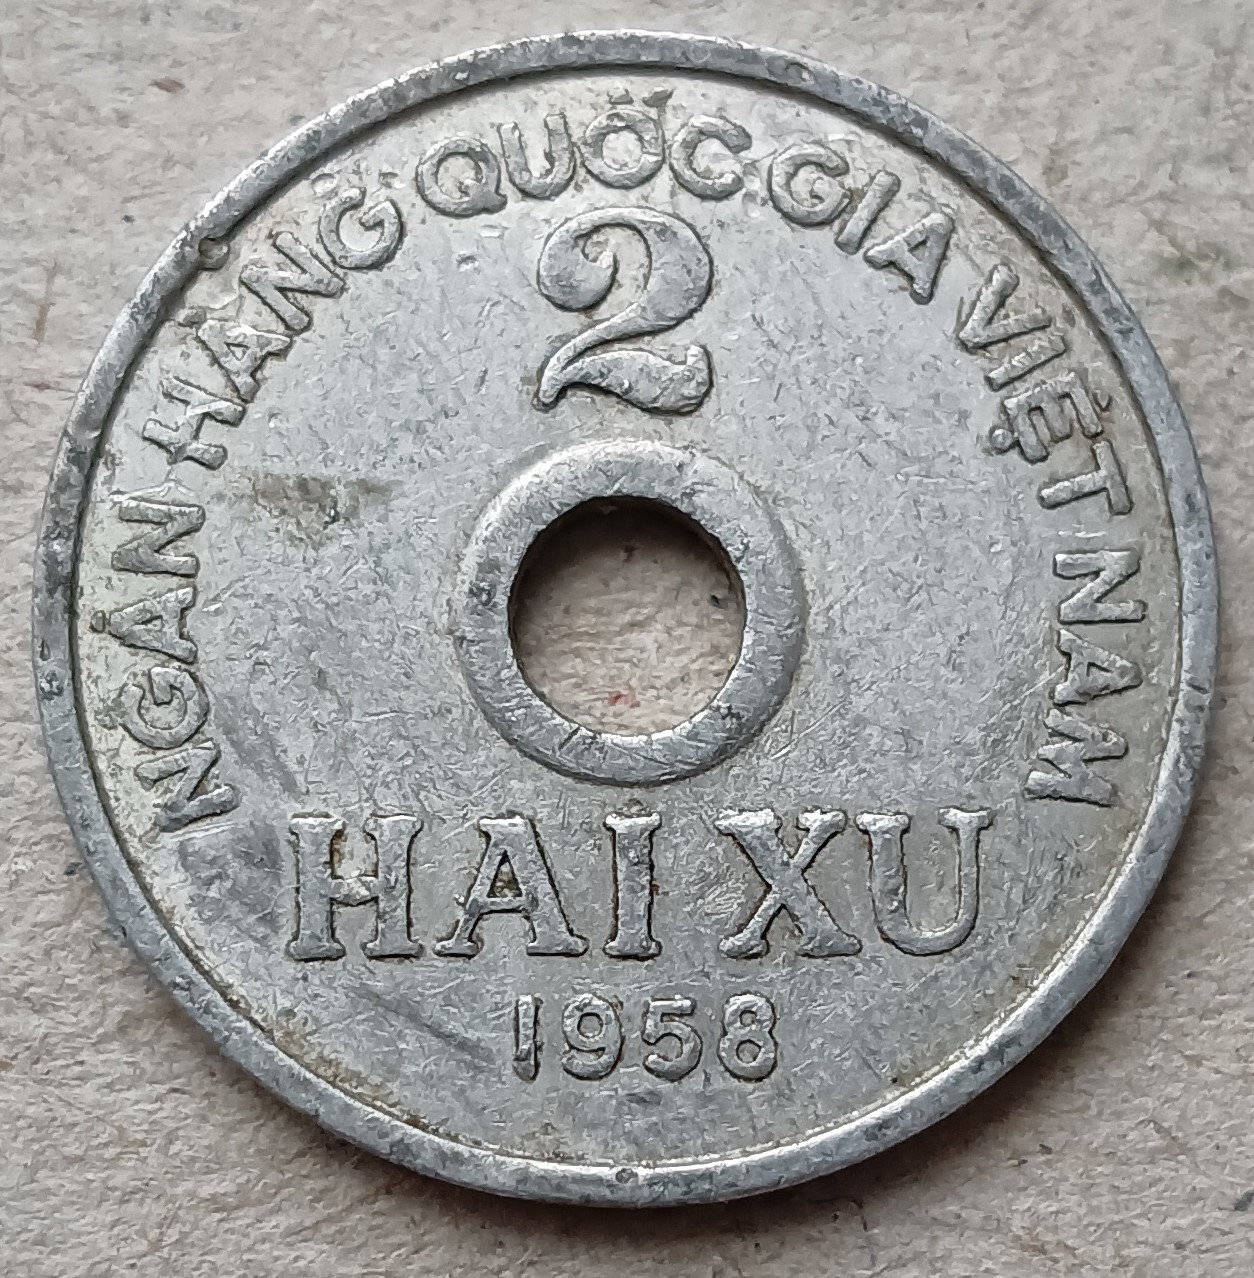 NGÂN HÀNG QUỐC GIA VIỆT NAM
2
HAI XU
1958